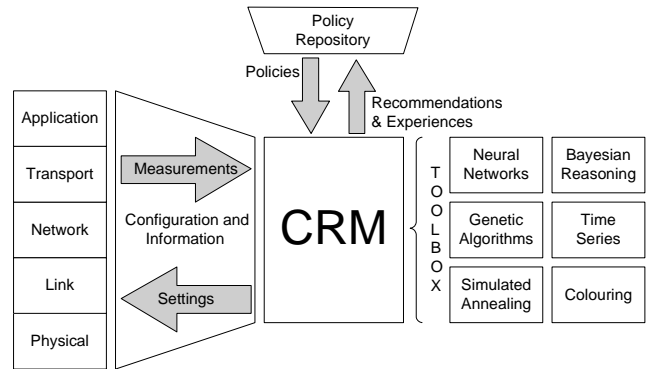 Policy
Repository
Policies
Recommendations
& Experiences
Application
Transport
Network
Link
Physical
Measurements
Configuration and
Information
Settings
CRM
TOOLBOX
Neural
Networks
Bayesian
Reasoning
Genetic
Algorithms
Time
Series
Simulated
Annealing
Colouring